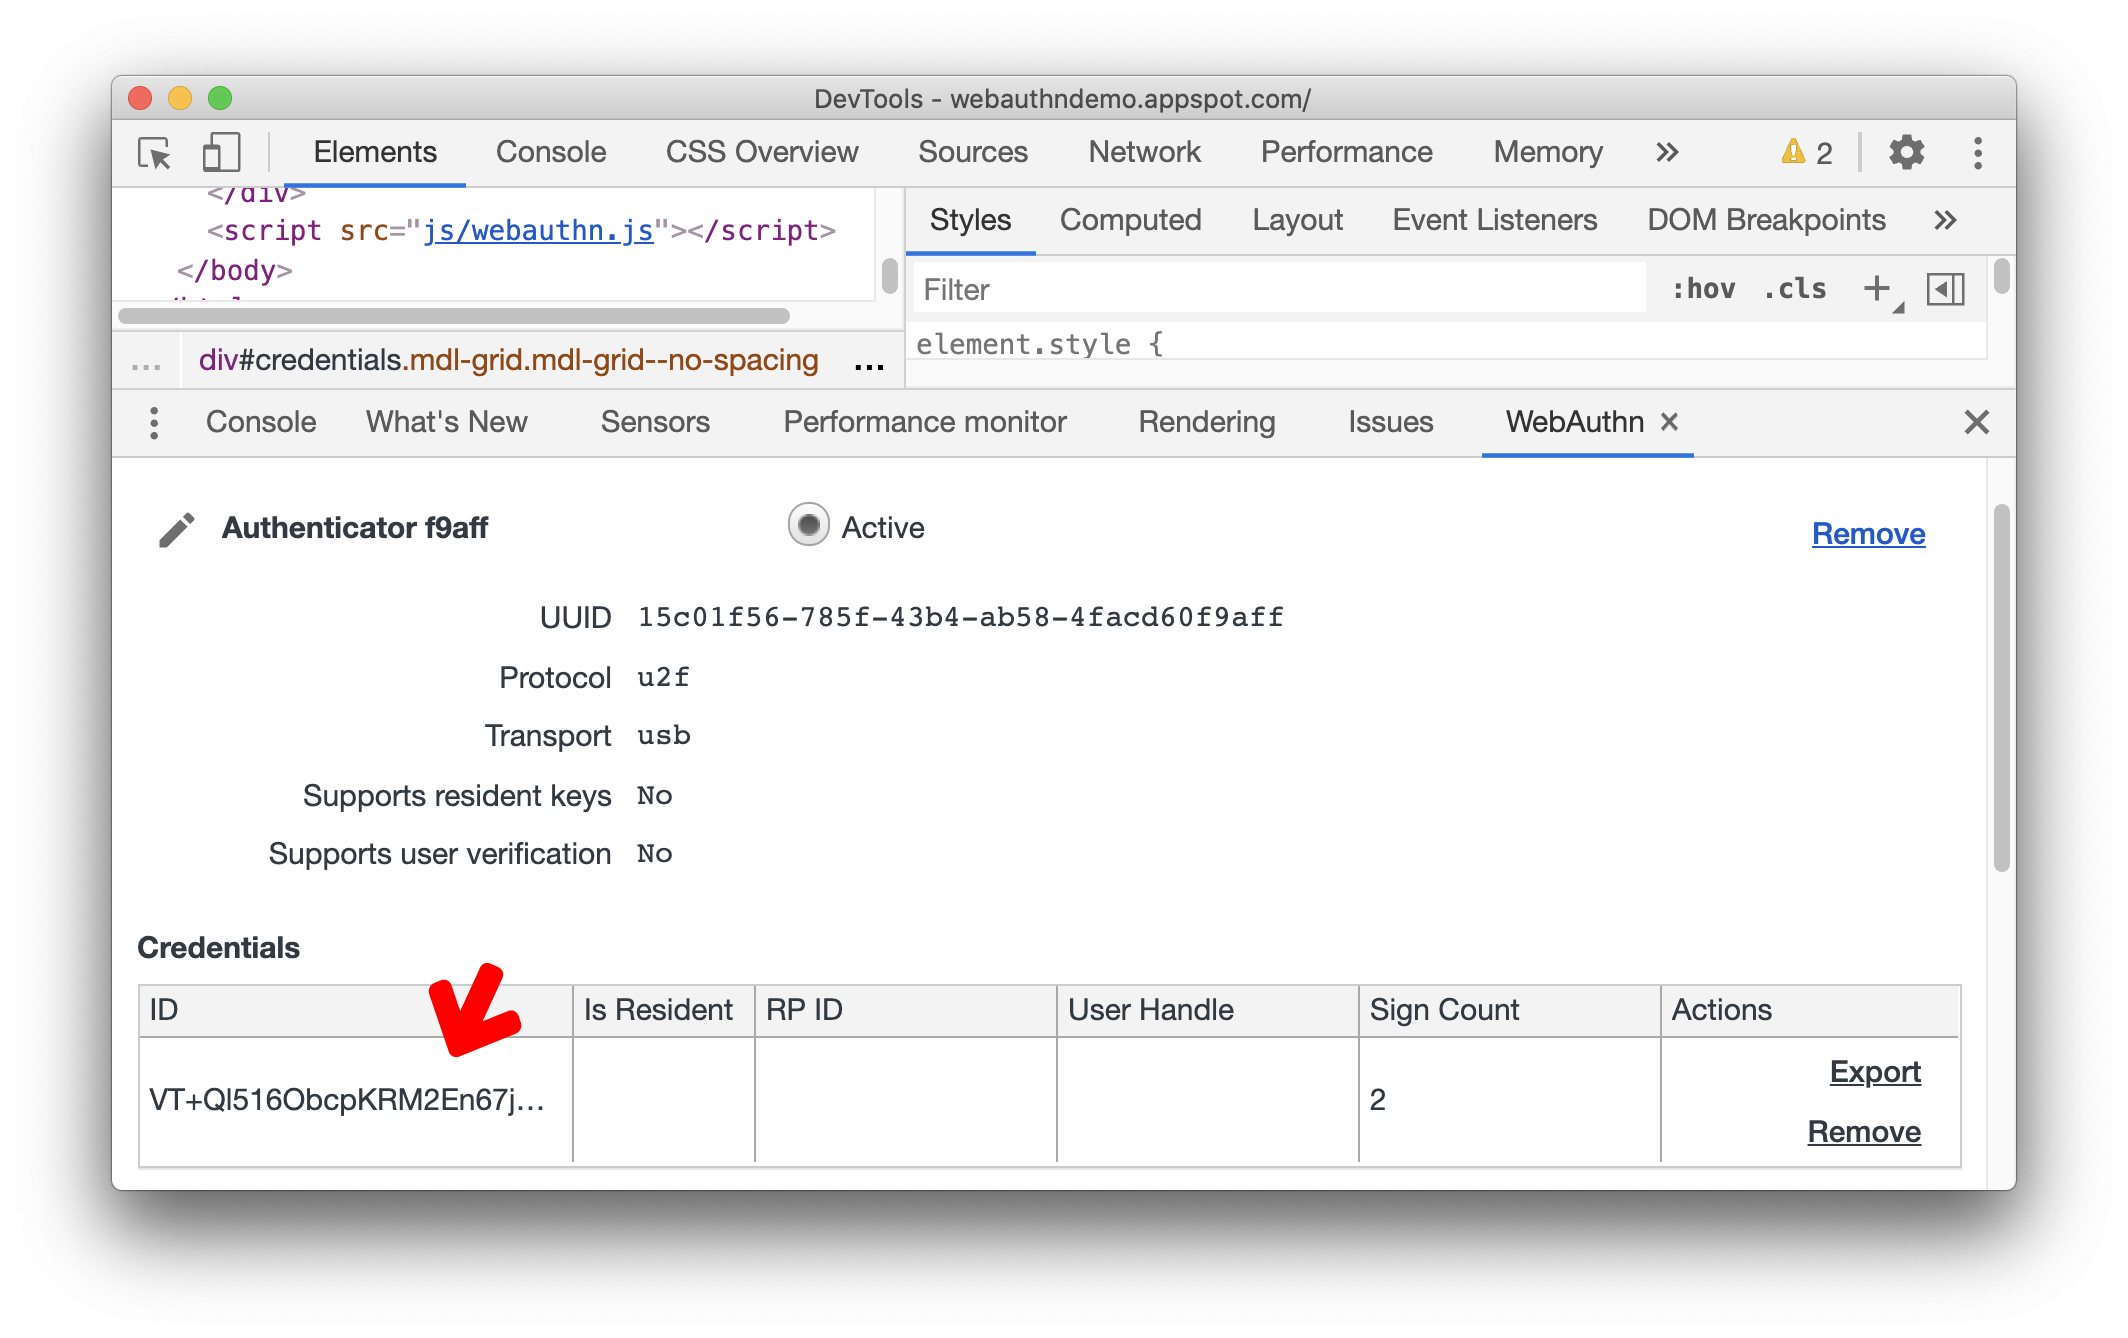 DevTools - webauthndemo.appspot.com/
Elements Console CSS Overview Sources Network Performance Memory » 2
</div>
<script src="js/webauthn.js"></script>
</body>
... div#credentials.mdl-grid.mdl-grid--no-spacing ...
Styles Computed Layout Event Listeners DOM Breakpoints »
Filter :hov .cls +
element.style {
Console What's New Sensors Performance monitor Rendering Issues WebAuthn × ×
Authenticator f9aff Active Remove
UUID 15c01f56-785f-43b4-ab58-4facd60f9aff
Protocol u2f
Transport usb
Supports resident keys No
Supports user verification No
Credentials
ID Is Resident RP ID User Handle Sign Count Actions
VT+Ql516ObcpKRM2En67j... 2 Export
Remove